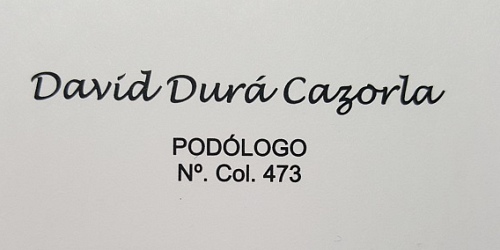 David Durá Cazorla
PODÓLOGO
Nº. Col. 473